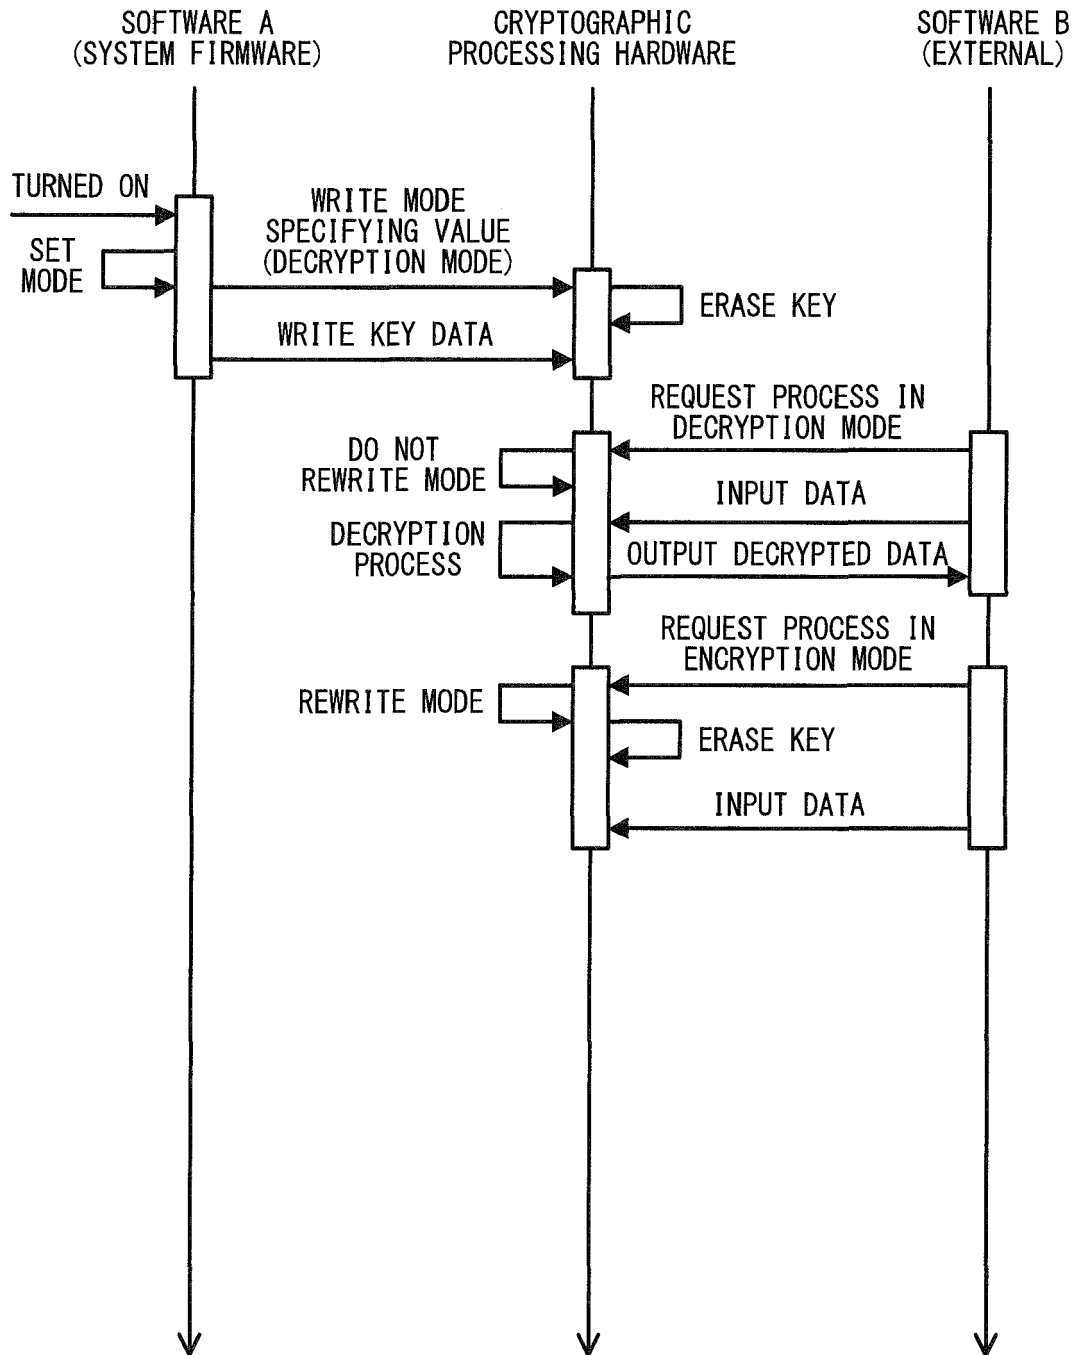 SOFTWARE A
(SYSTEM FIRMWARE)
CRYPTOGRAPHIC
PROCESSING HARDWARE
SOFTWARE B
(EXTERNAL)
TURNED ON
SET
MODE
WRITE MODE
SPECIFYING VALUE
(DECRYPTION MODE)
ERASE KEY
WRITE KEY DATA
REQUEST PROCESS IN
DECRYPTION MODE
DO NOT
REWRITE MODE
INPUT DATA
DECRYPTION
PROCESS
OUTPUT DECRYPTED DATA
REQUEST PROCESS IN
ENCRYPTION MODE
REWRITE MODE
ERASE KEY
INPUT DATA